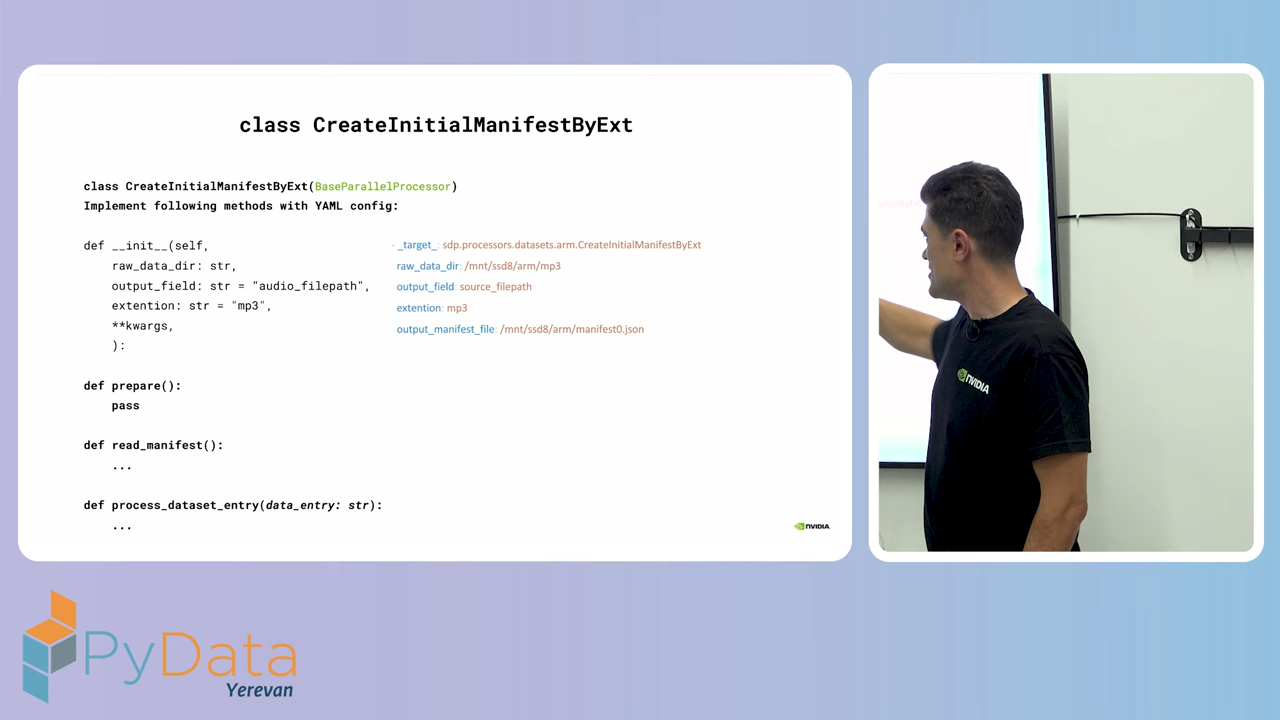 class CreateInitialManifestByExt
class CreateInitialManifestByExt(BaseParallelProcessor)
Implement following methods with YAML config:
def __init__(self,
raw_data_dir: str,
output_field: str = "audio_filepath",
extention: str = "mp3",
**kwargs,
):
- _target_: sdp.processors.datasets.arm.CreateInitialManifestByExt
raw_data_dir: /mnt/ssd8/arm/mp3
output_field: source_filepath
extention: mp3
output_manifest_file: /mnt/ssd8/arm/manifest0.json
def prepare():
pass
def read_manifest():
...
def process_dataset_entry(data_entry: str):
...
NVIDIA
NVIDIA
PyData
Yerevan